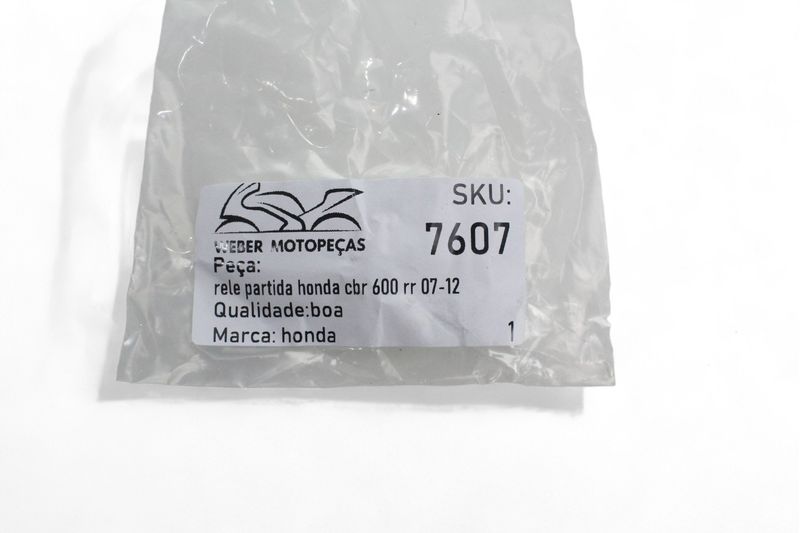 SKU:
7607
WEBER MOTOPEÇAS
Peça:
rele partida honda cbr 600 rr 07-12
Qualidade:boa
Marca: honda
1